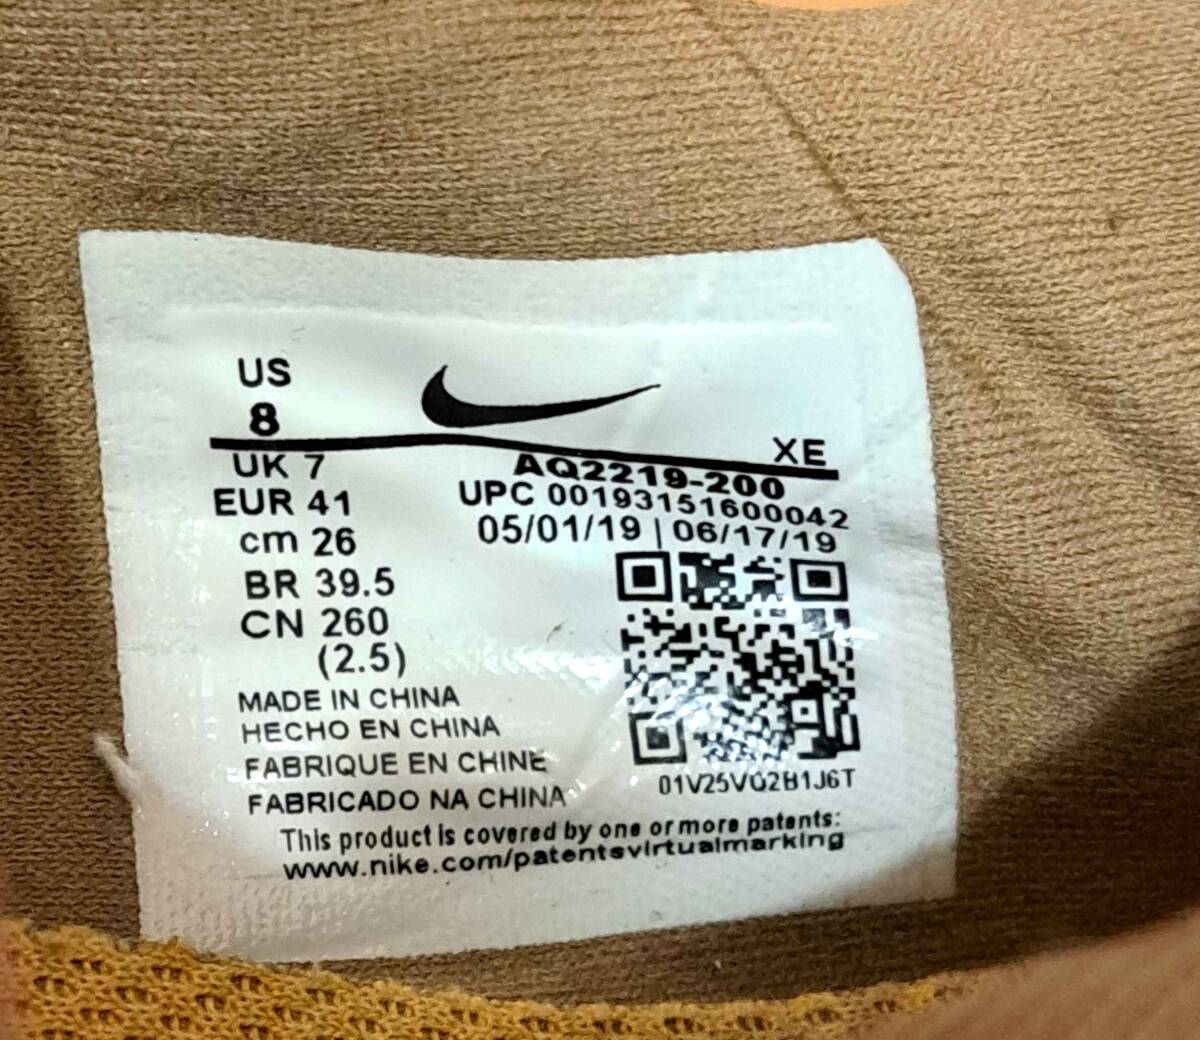 US
8
XE
UK 7
AQ2219-200
EUR 41
UPC 00193151600042
cm 26
05/01/19 | 06/17/19
BR 39.5
CN 260
(2.5)
MADE IN CHINA
HECHO EN CHINA
FABRIQUE EN CHINE
FABRICADO NA CHINA
01V25VO2B1J6T
This product is covered by one or more patents:
www.nike.com/patentsvirtualmarking